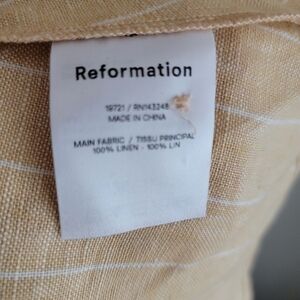 Reformation
19721 / RN143248
MADE IN CHINA
MAIN FABRIC / TISSU PRINCIPAL
100% LINEN - 100% LIN